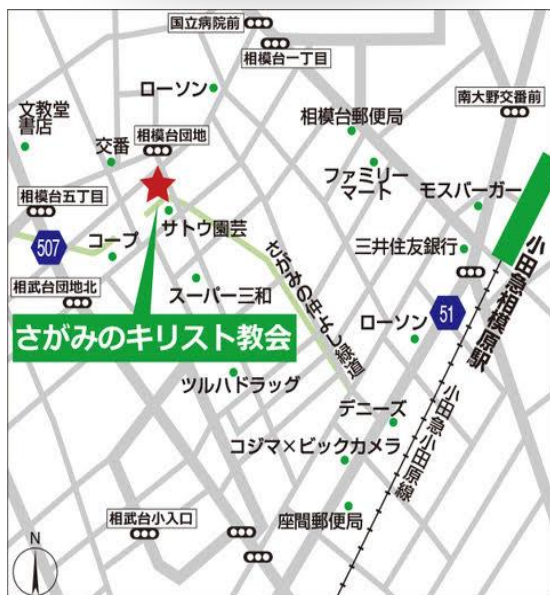 国立病院前
相模台一丁目
ローソン
南大野交番前
文教堂
書店
交番
相模台団地
相模台郵便局
ファミリー
マート
モスバーガー
相模台五丁目
サトウ園芸
507
コープ
三井住友銀行
小田急相模原駅
相武台団地北
スーパー三和
さがみの仲よし緑道
51
ローソン
さがみのキリスト教会
ツルハドラッグ
デニーズ
小田急小田原線
コジマ×ビックカメラ
相武台小入口
座間郵便局
N